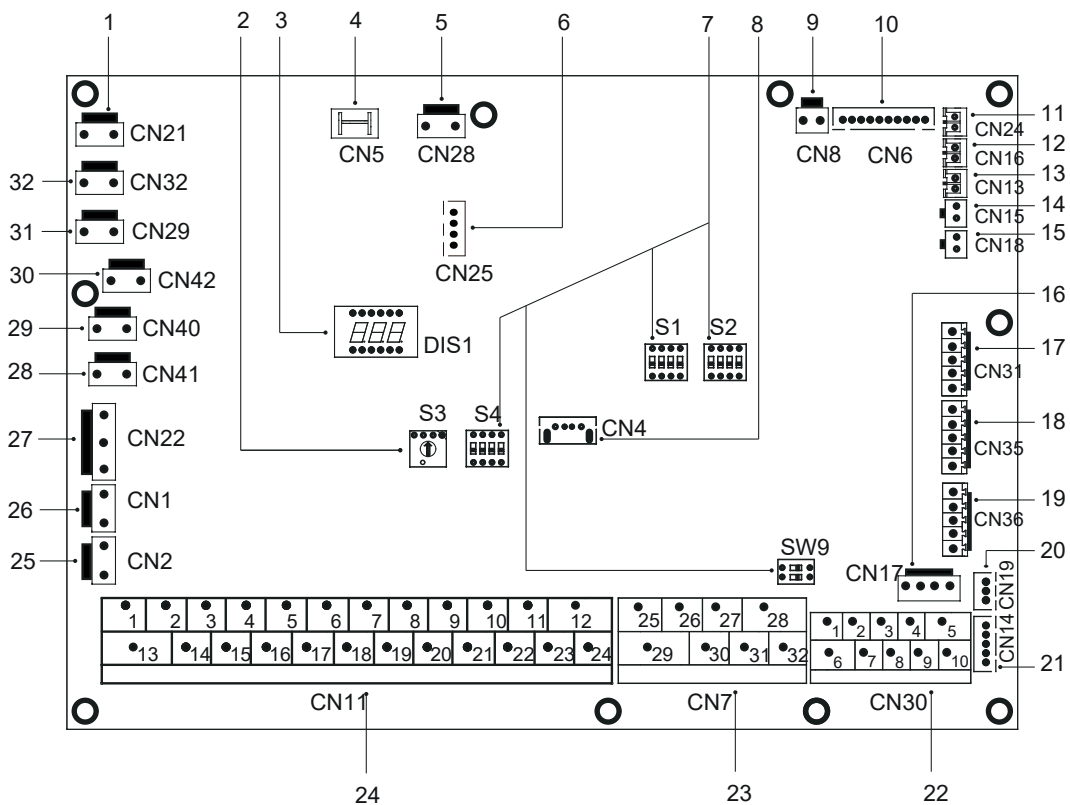 1 2 3 4 5 6 7 8 9 10
CN21 CN5 CN28 CN8 CN6 CN24 11
CN16 12
32 CN32 CN13 13
CN15 14
31 CN29 CN25 CN18 15
30 CN42 16
29 CN40 DIS1 S1 S2 17
28 CN41 CN31
27 CN22 S3 S4 CN4 18
CN35
26 CN1 19
CN36
25 CN2 SW9 CN17 CN19 20
1 2 3 4 5 6 7 8 9 10 11 12 25 26 27 28 1 2 3 4 5
13 14 15 16 17 18 19 20 21 22 23 24 29 30 31 32 6 7 8 9 10 CN14 21
CN11 CN7 CN30
24 23 22